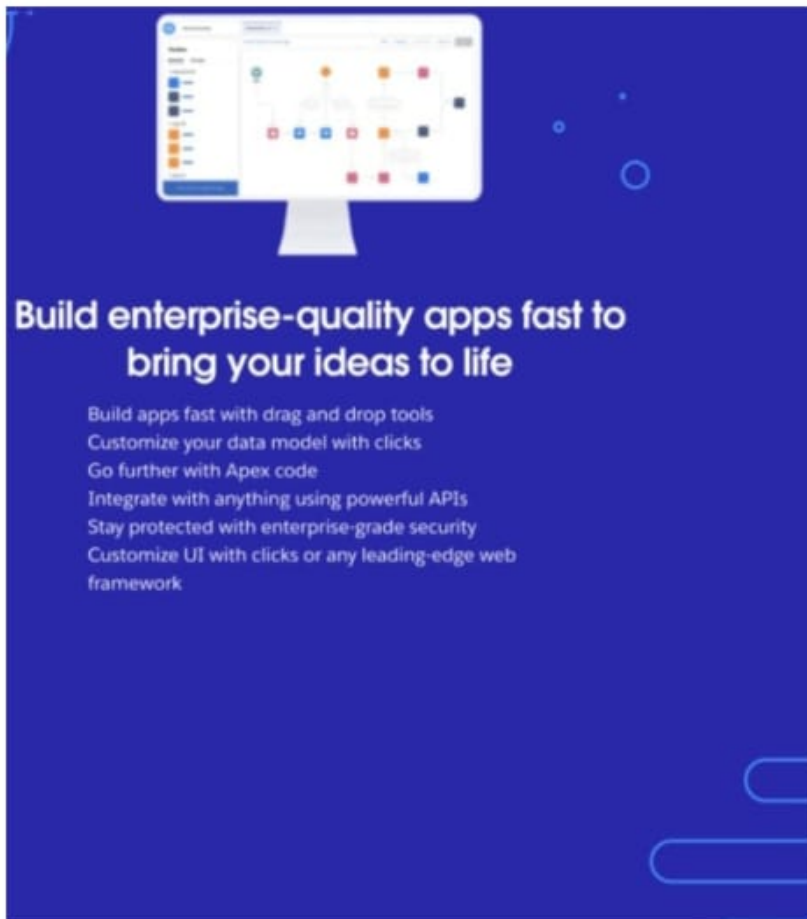 Build enterprise-quality apps fast to
bring your ideas to life
Build apps fast with drag and drop tools
Customize your data model with clicks
Go further with Apex code
Integrate with anything using powerful APIs
Stay protected with enterprise-grade security
Customize UI with clicks or any leading-edge web
framework